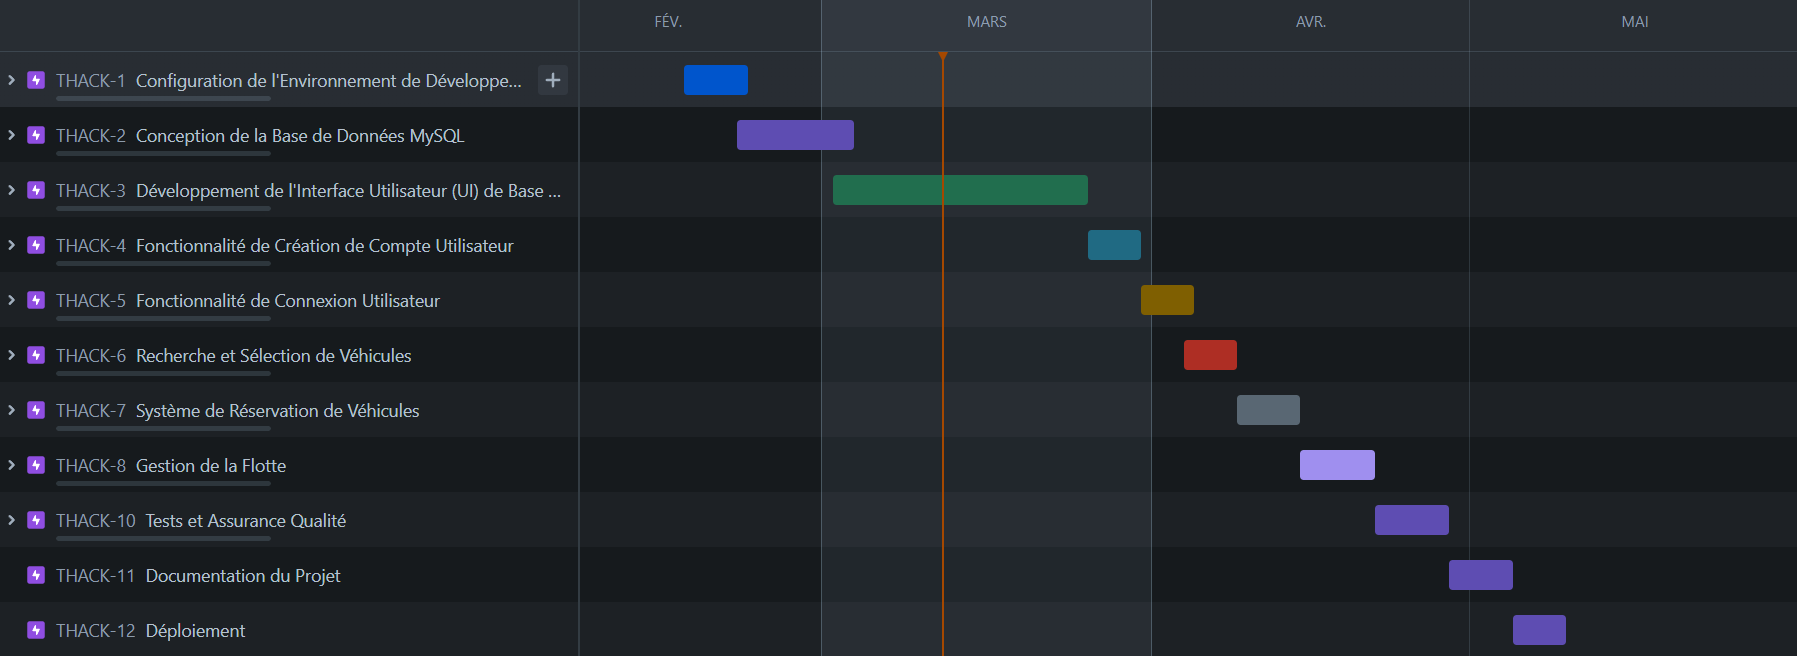 FÉV. MARS AVR. MAI
THACK-1 Configuration de l'Environnement de Développe...
THACK-2 Conception de la Base de Données MySQL
THACK-3 Développement de l'Interface Utilisateur (UI) de Base ...
THACK-4 Fonctionnalité de Création de Compte Utilisateur
THACK-5 Fonctionnalité de Connexion Utilisateur
THACK-6 Recherche et Sélection de Véhicules
THACK-7 Système de Réservation de Véhicules
THACK-8 Gestion de la Flotte
THACK-10 Tests et Assurance Qualité
THACK-11 Documentation du Projet
THACK-12 Déploiement